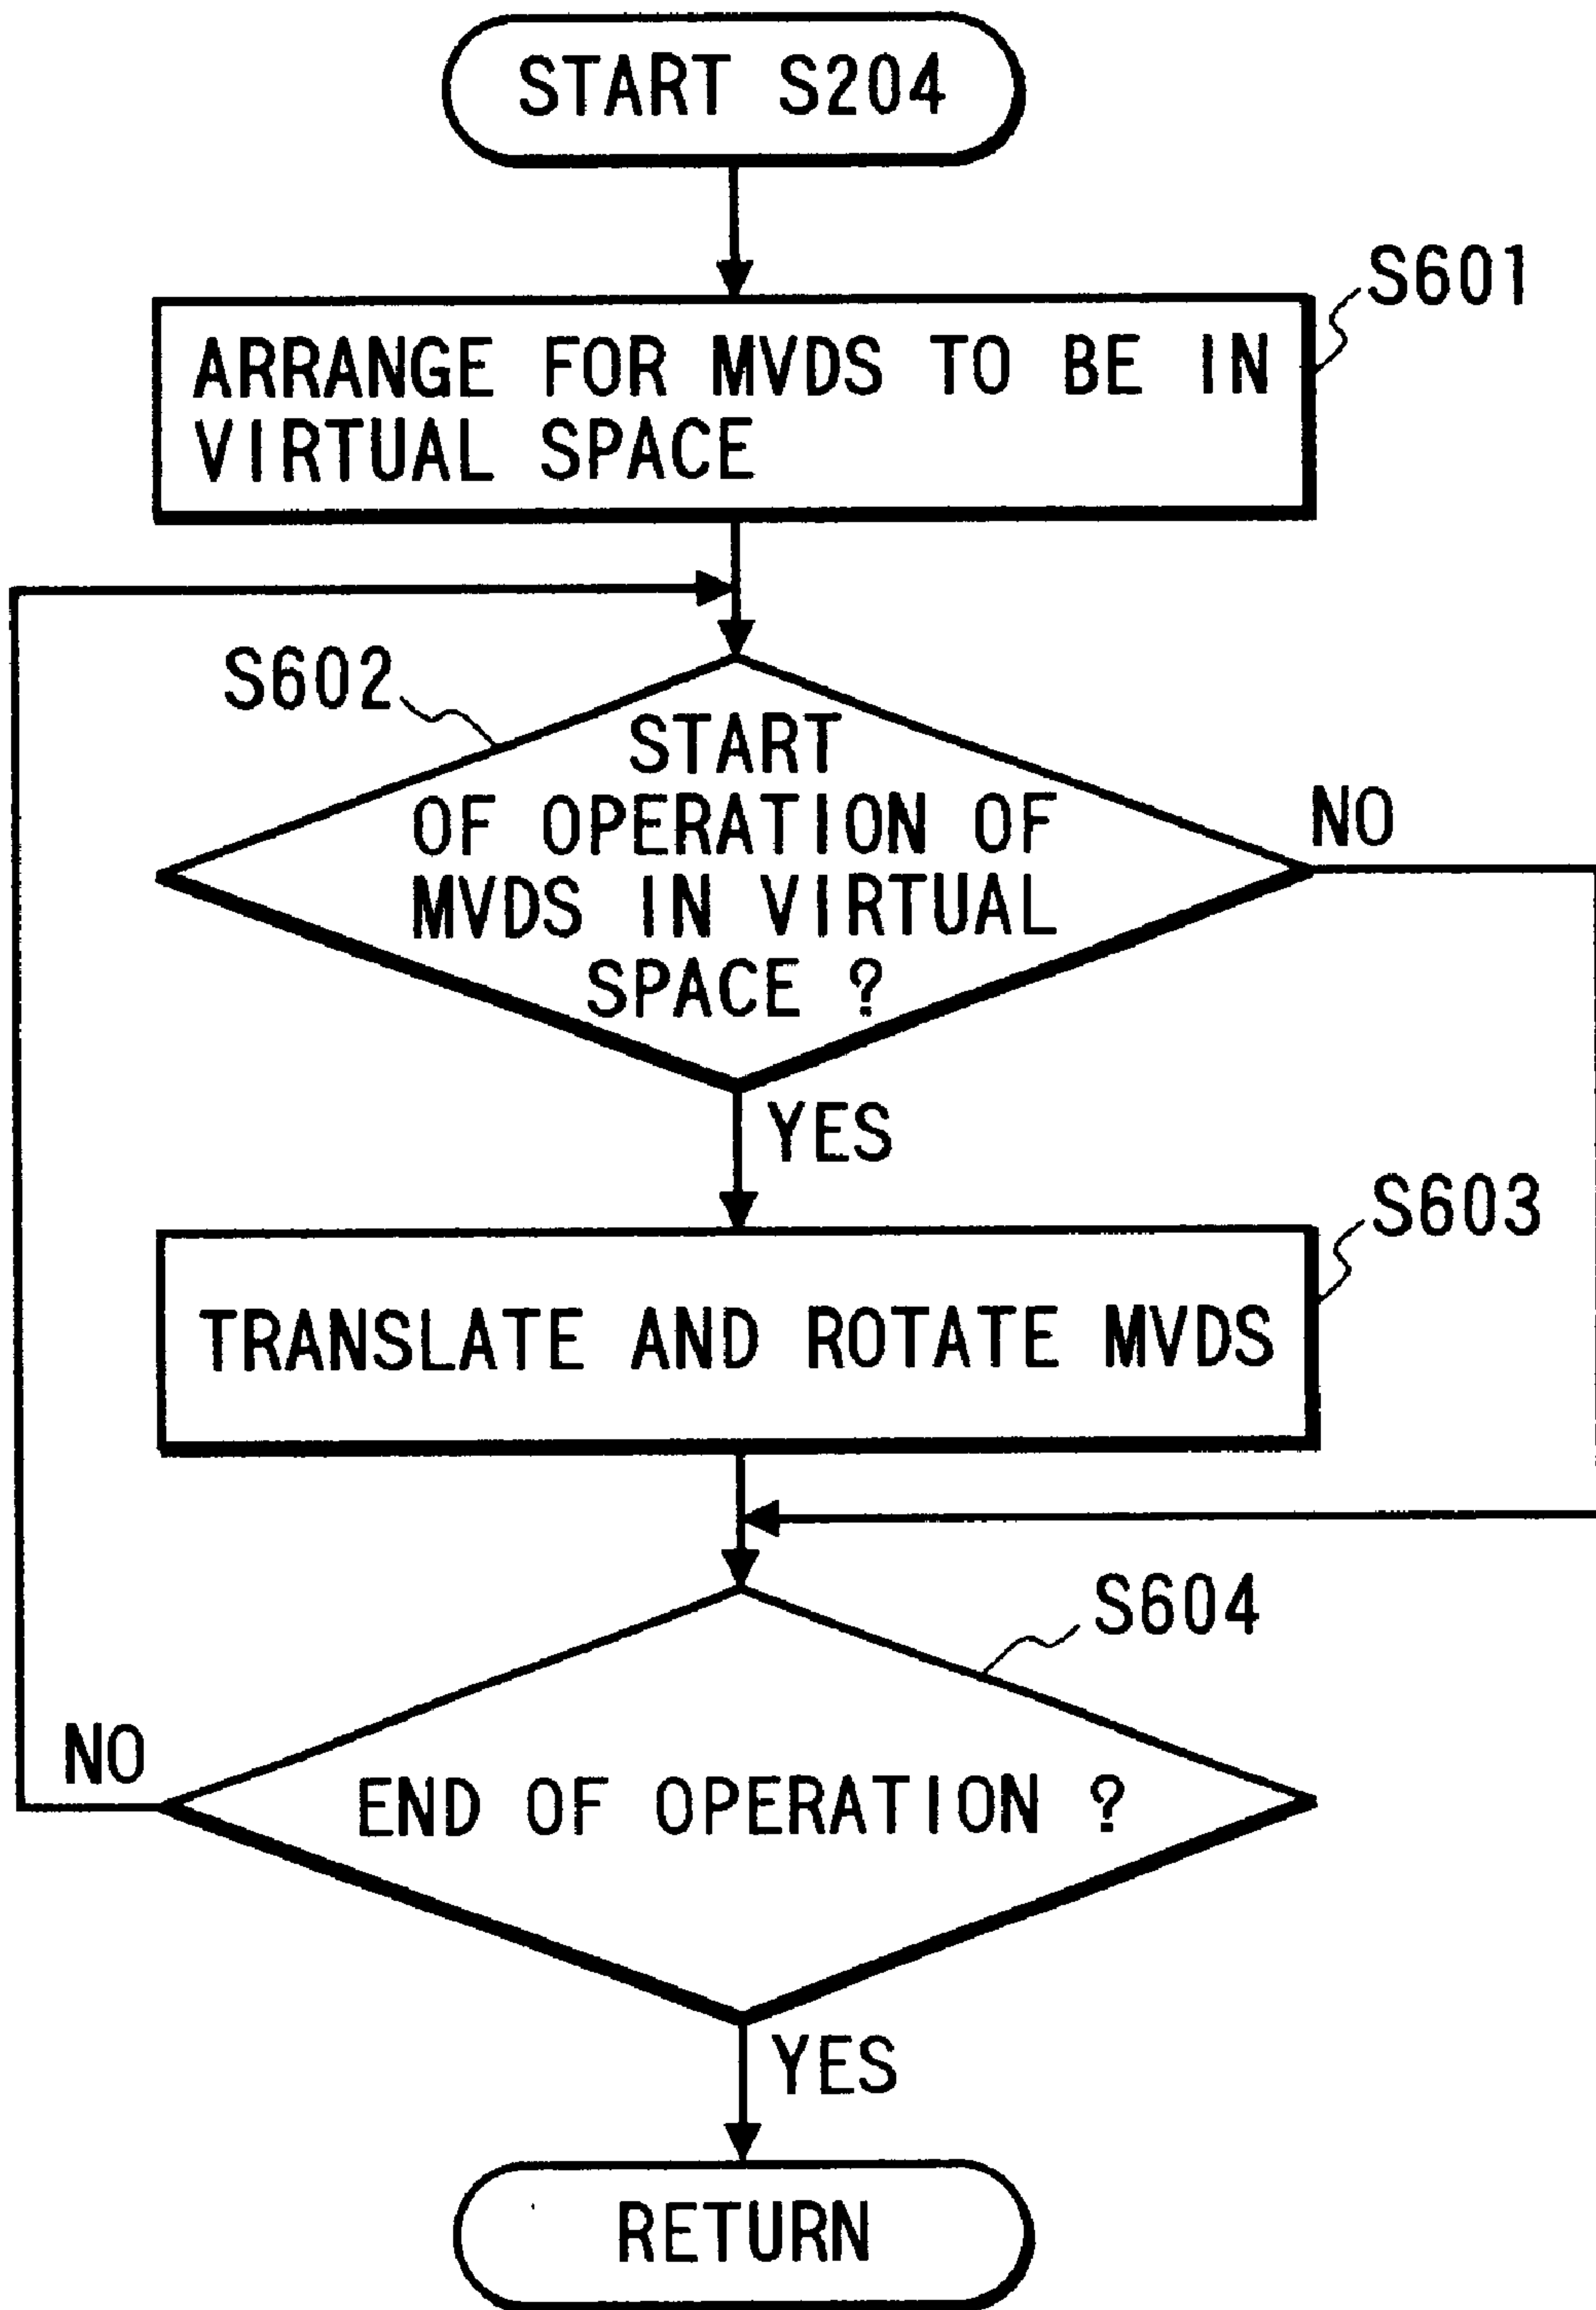 START S204
S601
ARRANGE FOR MVDS TO BE IN
VIRTUAL SPACE
S602
START
OF OPERATION OF
MVDS IN VIRTUAL
SPACE ?
NO
YES
S603
TRANSLATE AND ROTATE MVDS
S604
NO
END OF OPERATION ?
YES
RETURN